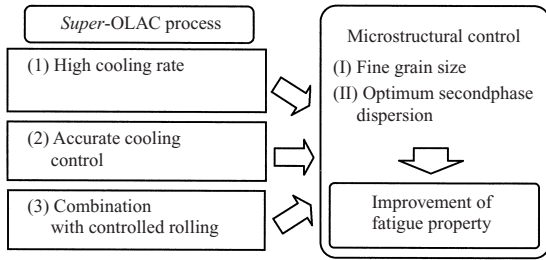 Super-OLAC process
(1) High cooling rate
(2) Accurate cooling
control
(3) Combination
with controlled rolling
Microstructural control
(I) Fine grain size
(II) Optimum secondphase
dispersion
Improvement of
fatigue property